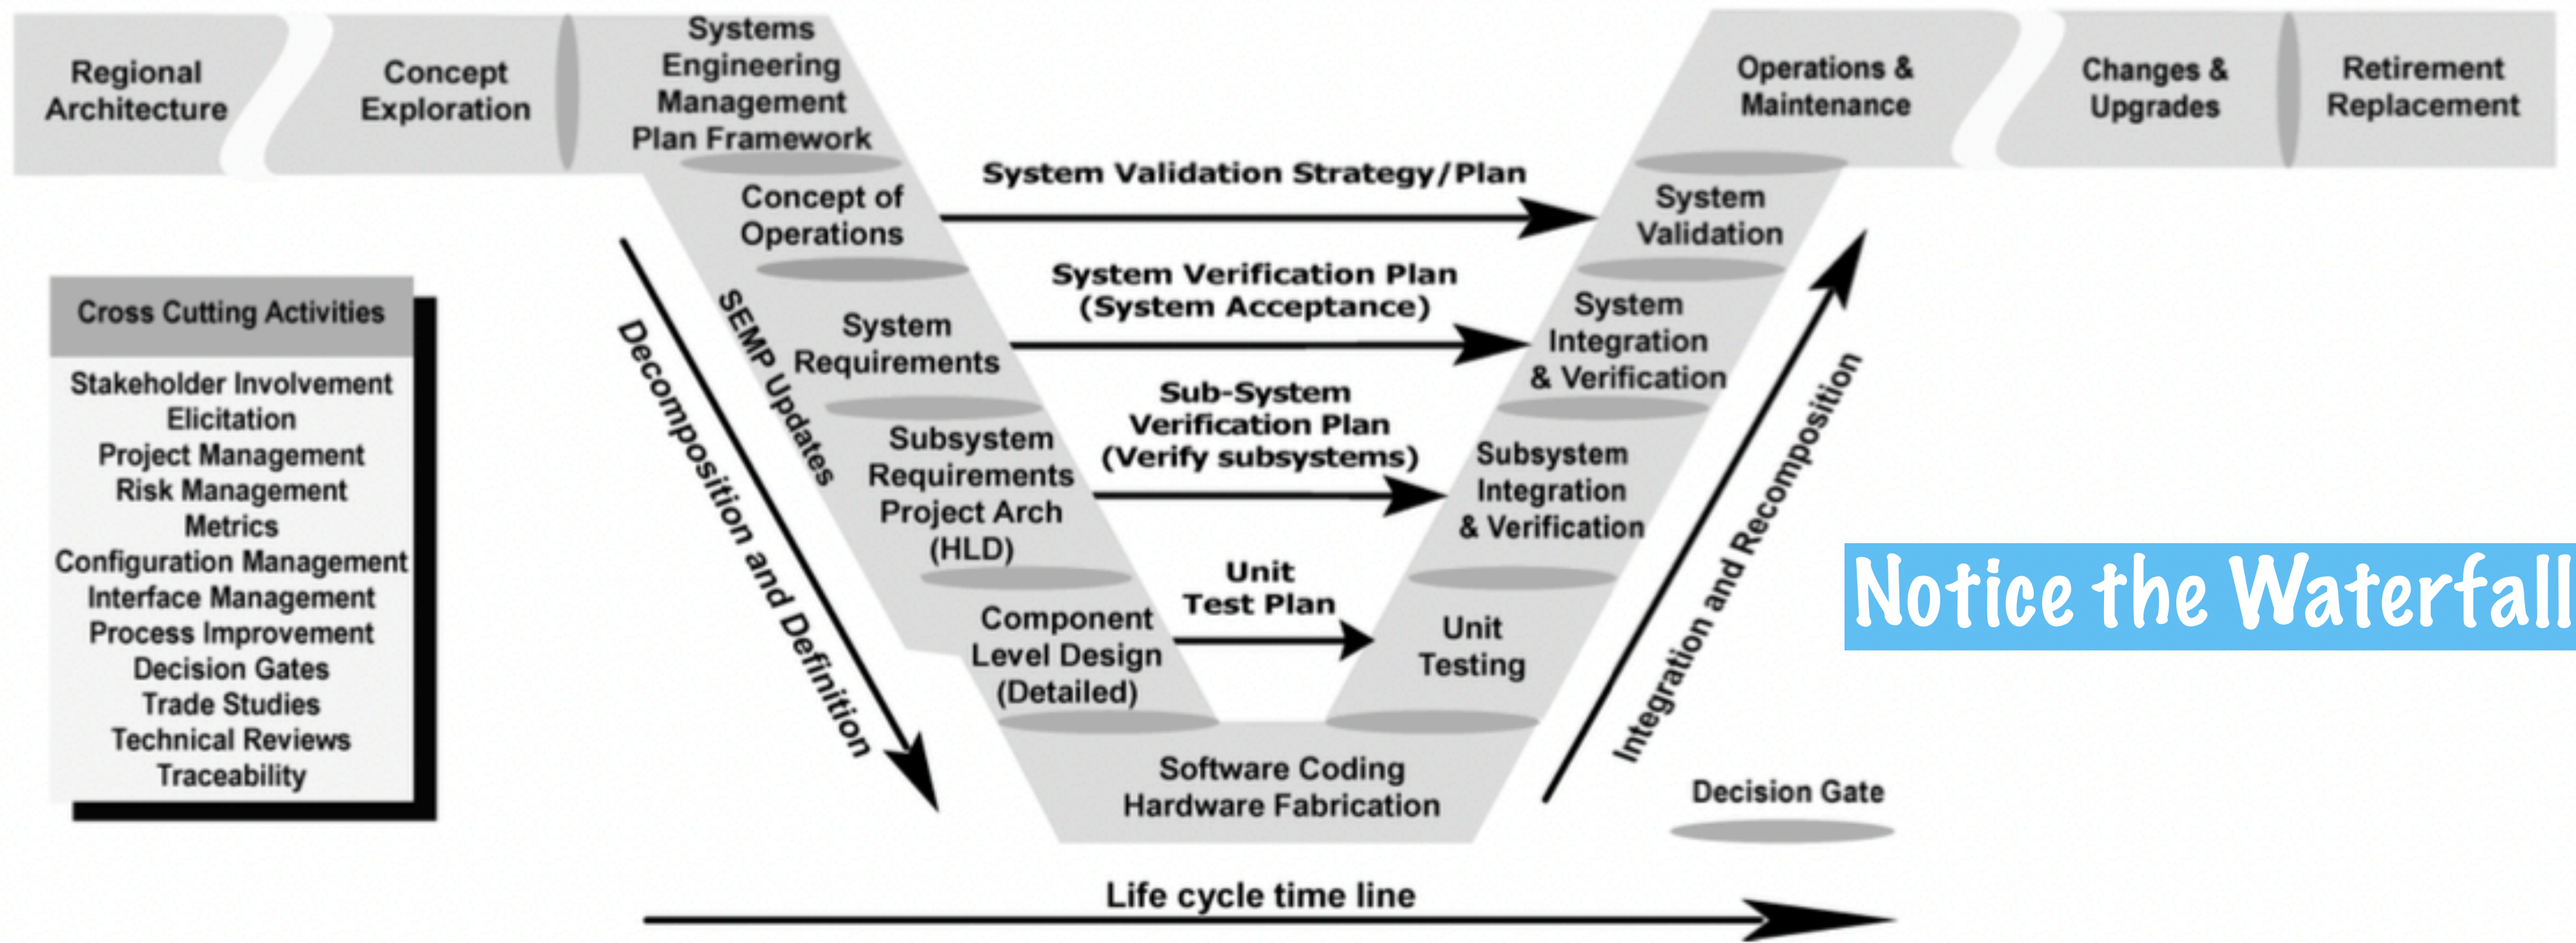 Regional
Architecture
Concept
Exploration
Systems
Engineering
Management
Plan Framework
Operations &
Maintenance
Changes &
Upgrades
Retirement
Replacement
Concept of
Operations
System Validation Strategy/Plan
System
Validation
Cross Cutting Activities
Stakeholder Involvement
Elicitation
Project Management
Risk Management
Metrics
Configuration Management
Interface Management
Process Improvement
Decision Gates
Trade Studies
Technical Reviews
Traceability
Decomposition and Definition
SEMP Updates
System
Requirements
System Verification Plan
(System Acceptance)
System
Integration
& Verification
Subsystem
Requirements
Project Arch
(HLD)
Sub-System
Verification Plan
(Verify subsystems)
Subsystem
Integration
& Verification
Component
Level Design
(Detailed)
Unit
Test Plan
Unit
Testing
Software Coding
Hardware Fabrication
Integration and Recomposition
Notice the Waterfall
Decision Gate
Life cycle time line